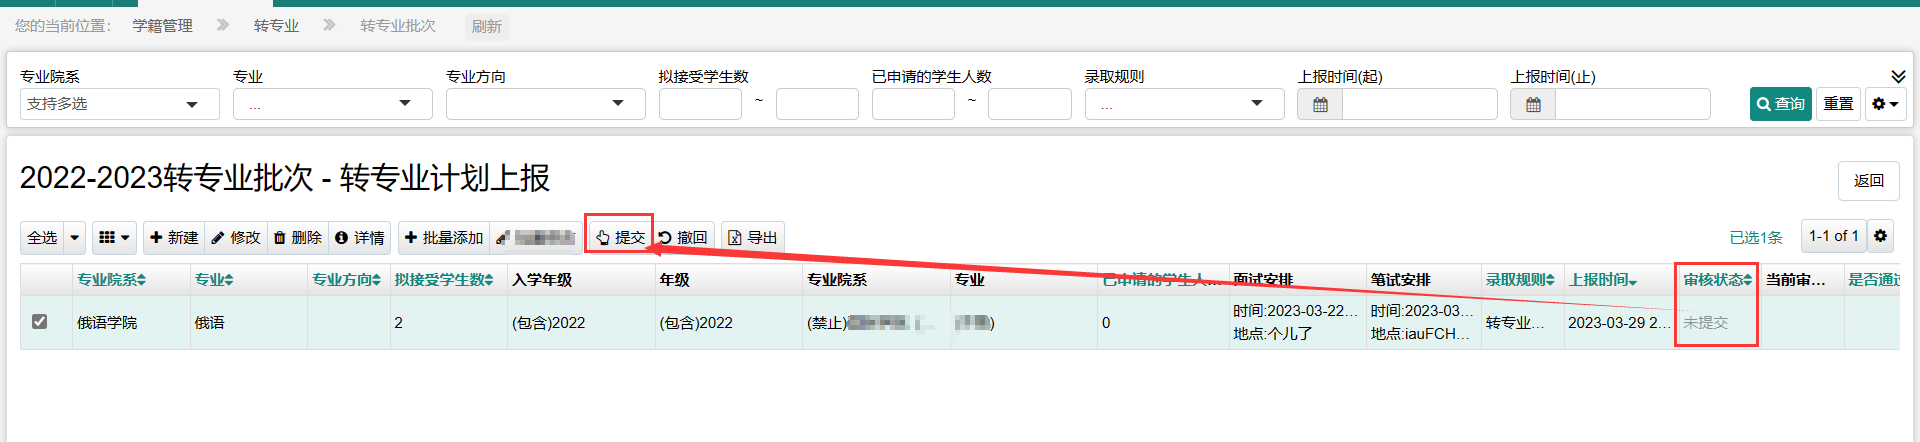 您的当前位置: 学籍管理 转专业 转专业批次 刷新
专业院系 专业 专业方向 拟接受学生数 已申请的学生人数 录取规则 上报时间(起) 上报时间(止)
支持多选 ... ~ ~ ... 查询 重置
2022-2023转专业批次 - 转专业计划上报
返回
全选 新建 修改 删除 详情 批量添加 提交 撤回 导出 已选1条 1-1 of 1
专业院系 专业 专业方向 拟接受学生数 入学年级 年级 专业院系 专业 已申请的学生人... 面试安排 笔试安排 录取规则 上报时间 审核状态 当前审... 是否通过
俄语学院 俄语 2 (包含)2022 (包含)2022 (禁止) ... ) 0 时间:2023-03-22... 时间:2023-03... 转专业... 2023-03-29 2... 未提交
地点:个儿了 地点:iauFCH...